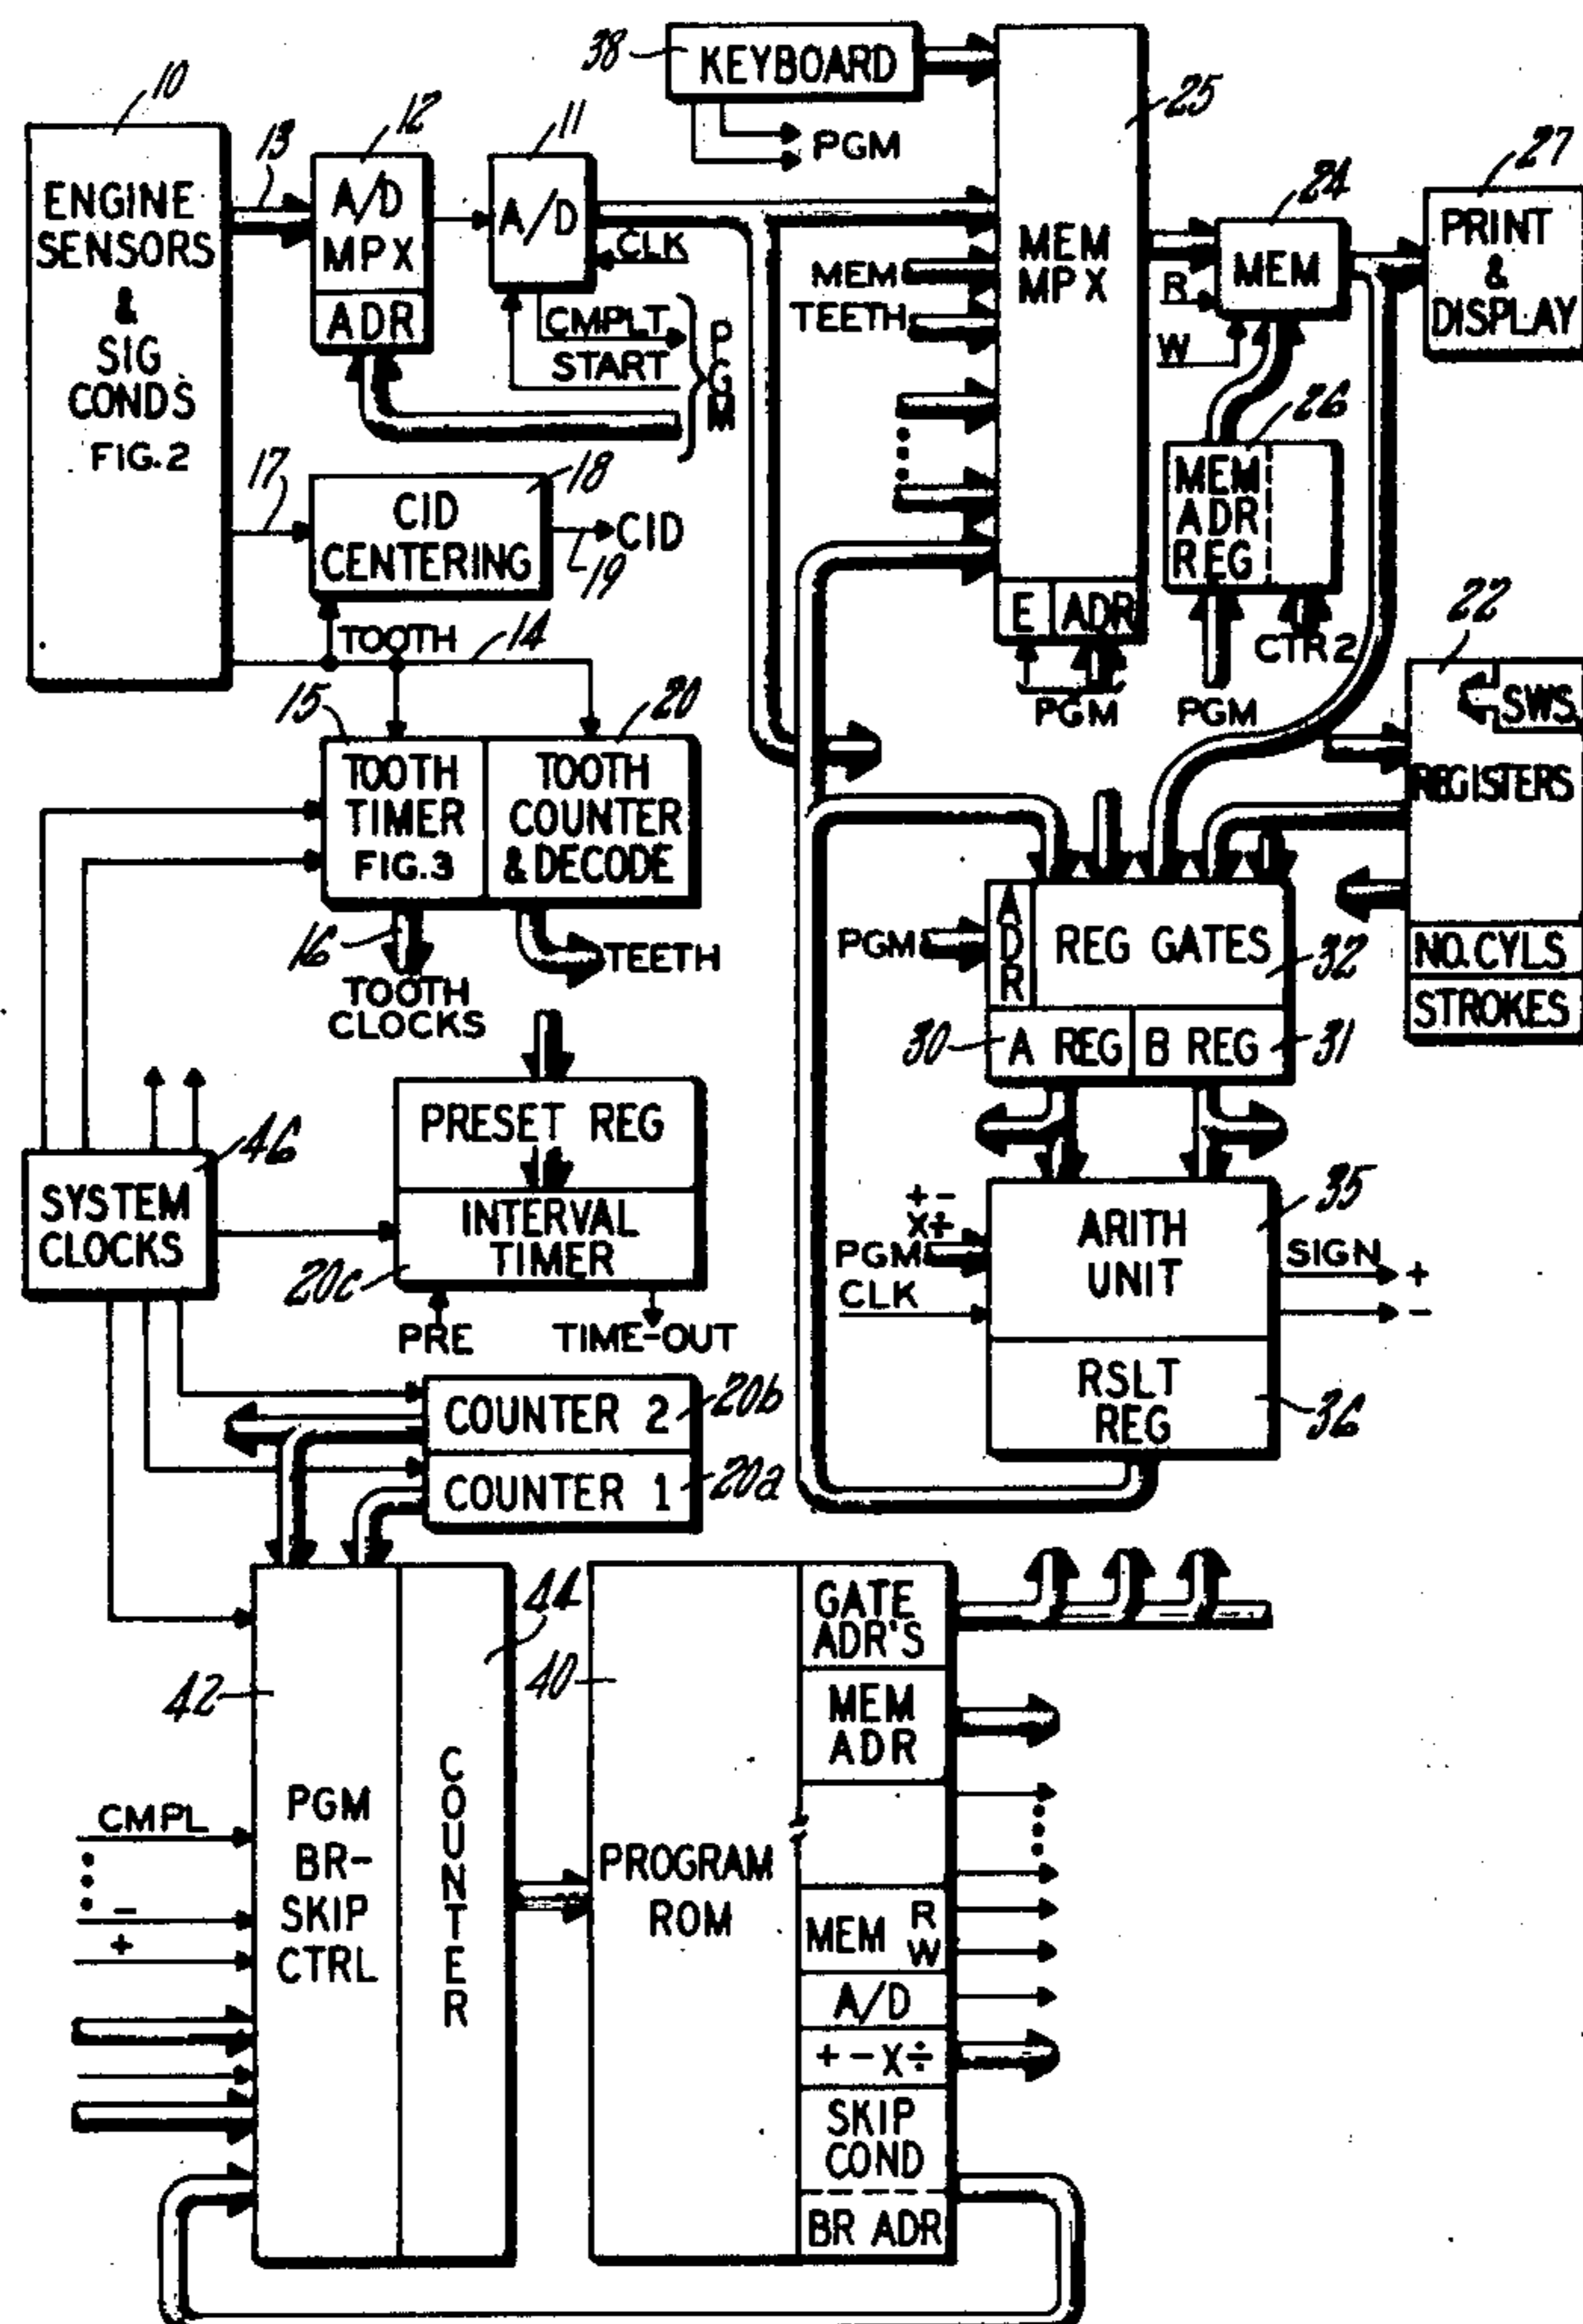 10
ENGINE
SENSORS
&
SIG
CONDS
FIG.2
13
12
A/D
MPX
ADR
11
A/D
CLK
CMPLT
START
PGM
38
KEYBOARD
PGM
25
MEM
MPX
MEM
TEETH
E
ADR
PGM
24
MEM
R
W
27
PRINT
&
DISPLAY
26
MEM
ADR
REG
PGM
CTR 2
22
SWS
REGISTERS
NO. CYLS
STROKES
17
18
CID
CENTERING
19
CID
TOOTH
14
15
TOOTH
TIMER
FIG.3
20
TOOTH
COUNTER
& DECODE
16
TOOTH
CLOCKS
TEETH
PGM
ADR
REG GATES
32
30
A REG
B REG
31
46
SYSTEM
CLOCKS
PRESET REG
INTERVAL
TIMER
20c
PRE
TIME-OUT
+ -
X ÷
PGM
CLK
ARITH
UNIT
35
SIGN
+
-
RSLT
REG
36
COUNTER 2
20b
COUNTER 1
20a
42
PGM
BR-
SKIP
CTRL
CMPL
-
+
44
COUNTER
40
PROGRAM
ROM
GATE
ADR'S
MEM
ADR
MEM R
W
A/D
+ - X ÷
SKIP
COND
BR ADR